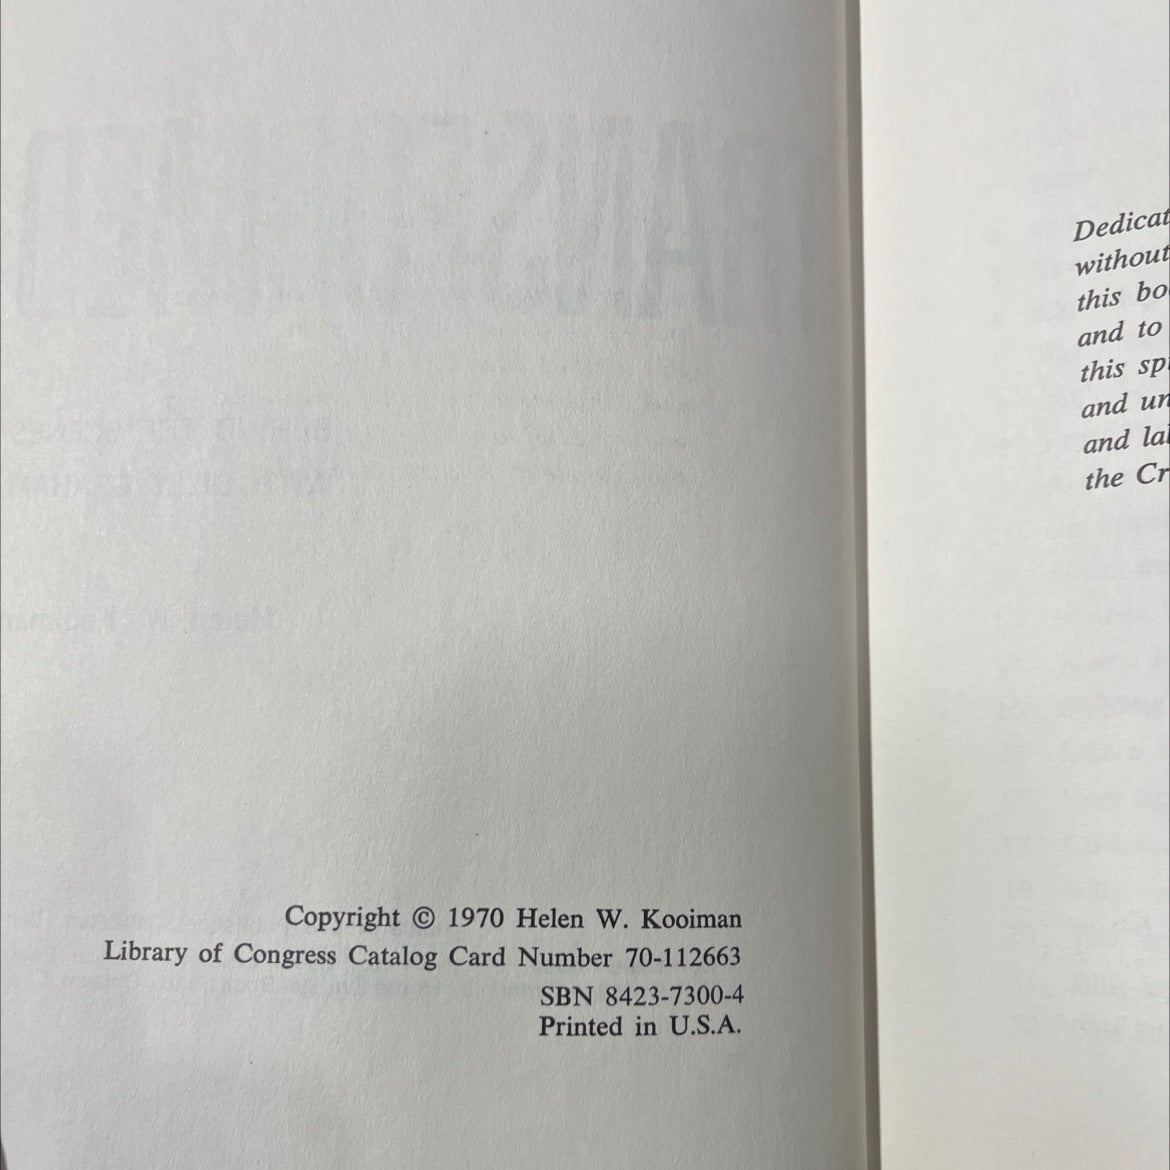 Copyright © 1970 Helen W. Kooiman
Library of Congress Catalog Card Number 70-112663
SBN 8423-7300-4
Printed in U.S.A.
Dedicat
without
this bo
and to
this sp
and un
and la
the Cr